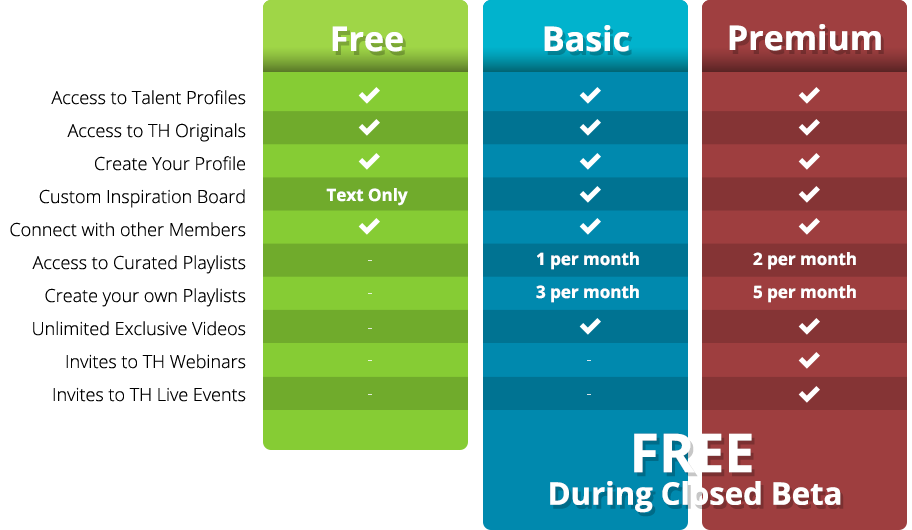 Free Basic Premium
Access to Talent Profiles
Access to TH Originals
Create Your Profile
Custom Inspiration Board Text Only
Connect with other Members
Access to Curated Playlists - 1 per month 2 per month
Create your own Playlists - 3 per month 5 per month
Unlimited Exclusive Videos -
Invites to TH Webinars - -
Invites to TH Live Events - -
FREE
During Closed Beta